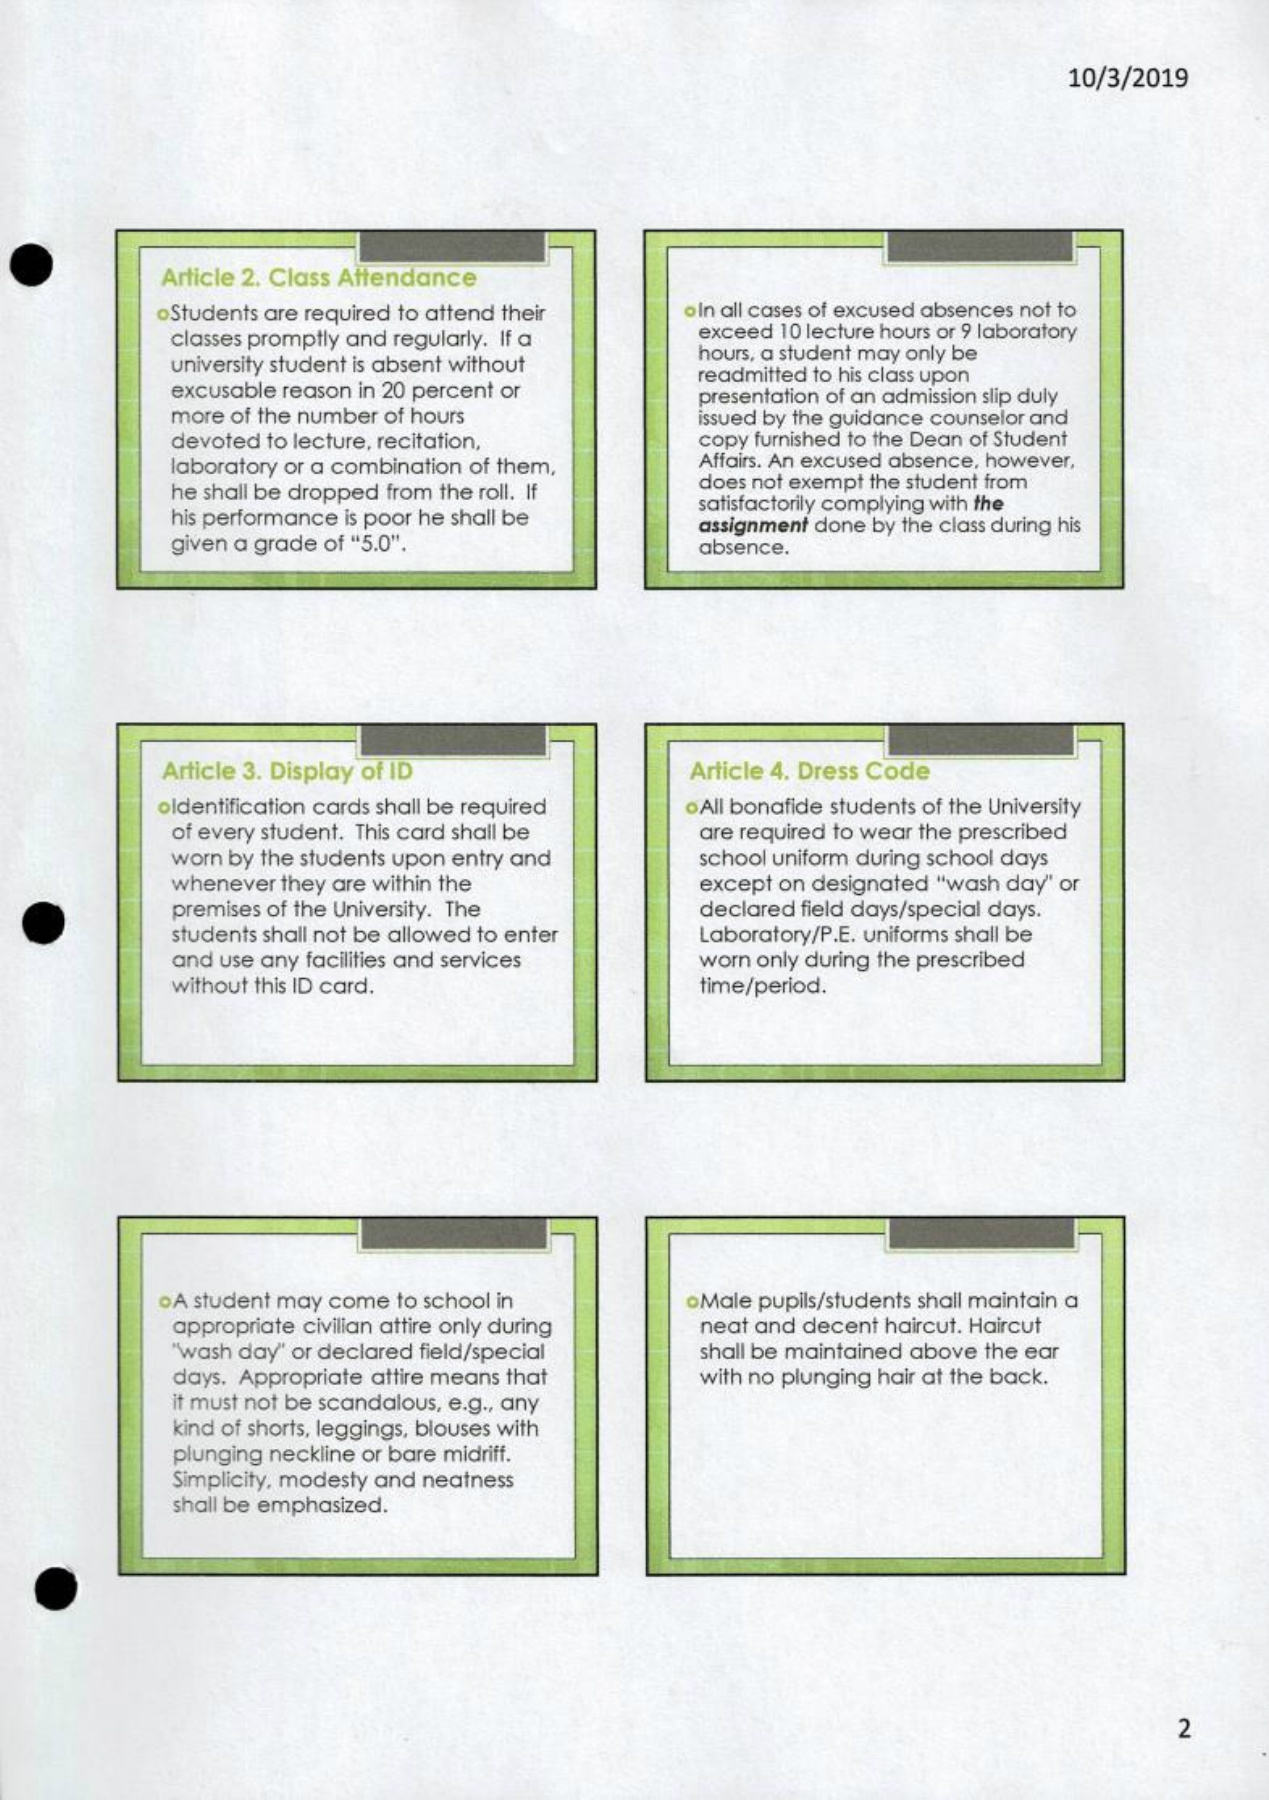 10/3/2019
Article 2. Class Attendance
Students are required to attend their
classes promptly and regularly. If a
university student is absent without
excusable reason in 20 percent or
more of the number of hours
devoted to lecture, recitation,
laboratory or a combination of them,
he shall be dropped from the roll. If
his performance is poor he shall be
given a grade of “5.0”.
In all cases of excused absences not to
exceed 10 lecture hours or 9 laboratory
hours, a student may only be
readmitted to his class upon
presentation of an admission slip duly
issued by the guidance counselor and
copy furnished to the Dean of Student
Affairs. An excused absence, however,
does not exempt the student from
satisfactorily complying with the
assignment done by the class during his
absence.
Article 3. Display of ID
Identification cards shall be required
of every student. This card shall be
worn by the students upon entry and
whenever they are within the
premises of the University. The
students shall not be allowed to enter
and use any facilities and services
without this ID card.
Article 4. Dress Code
All bonafide students of the University
are required to wear the prescribed
school uniform during school days
except on designated “wash day” or
declared field days/special days.
Laboratory/P.E. uniforms shall be
worn only during the prescribed
time/period.
A student may come to school in
appropriate civilian attire only during
“wash day” or declared field/special
days. Appropriate attire means that
it must not be scandalous, e.g., any
kind of shorts, leggings, blouses with
plunging neckline or bare midriff.
Simplicity, modesty and neatness
shall be emphasized.
Male pupils/students shall maintain a
neat and decent haircut. Haircut
shall be maintained above the ear
with no plunging hair at the back.
2